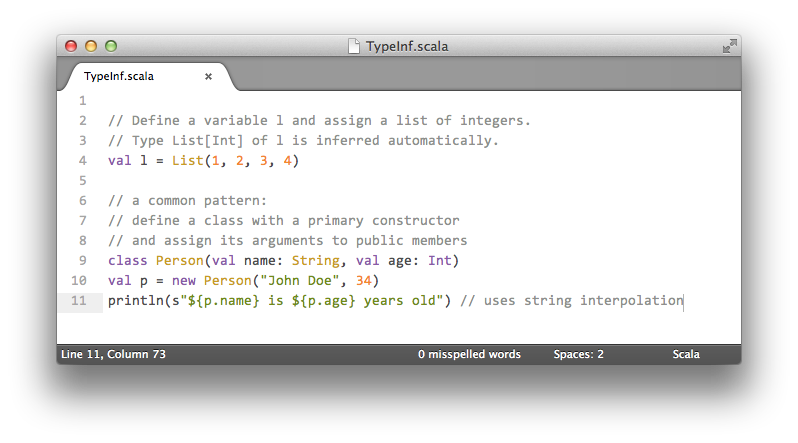 TypeInf.scala
TypeInf.scala ×
1
2 // Define a variable l and assign a list of integers.
3 // Type List[Int] of l is inferred automatically.
4 val l = List(1, 2, 3, 4)
5
6 // a common pattern:
7 // define a class with a primary constructor
8 // and assign its arguments to public members
9 class Person(val name: String, val age: Int)
10 val p = new Person("John Doe", 34)
11 println(s"${p.name} is ${p.age} years old") // uses string interpolation
Line 11, Column 73 0 misspelled words Spaces: 2 Scala